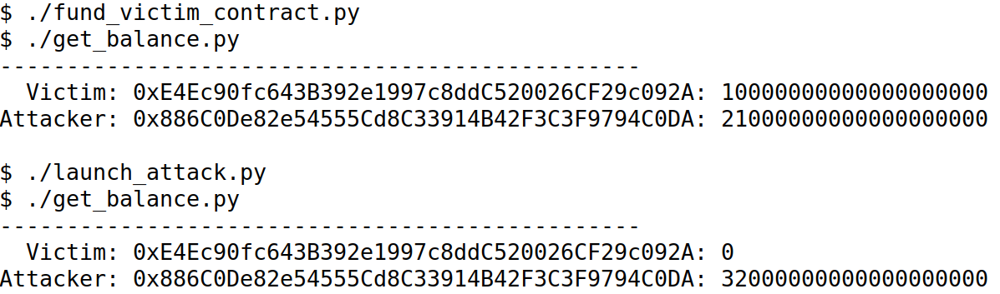 $ ./fund_victim_contract.py
$ ./get_balance.py
------------------------------------------------
Victim: 0xE4Ec90fc643B392e1997c8ddC520026CF29c092A: 10000000000000000000
Attacker: 0x886C0De82e54555Cd8C33914B42F3C3F9794C0DA: 21000000000000000000
$ ./launch_attack.py
$ ./get_balance.py
------------------------------------------------
Victim: 0xE4Ec90fc643B392e1997c8ddC520026CF29c092A: 0
Attacker: 0x886C0De82e54555Cd8C33914B42F3C3F9794C0DA: 32000000000000000000